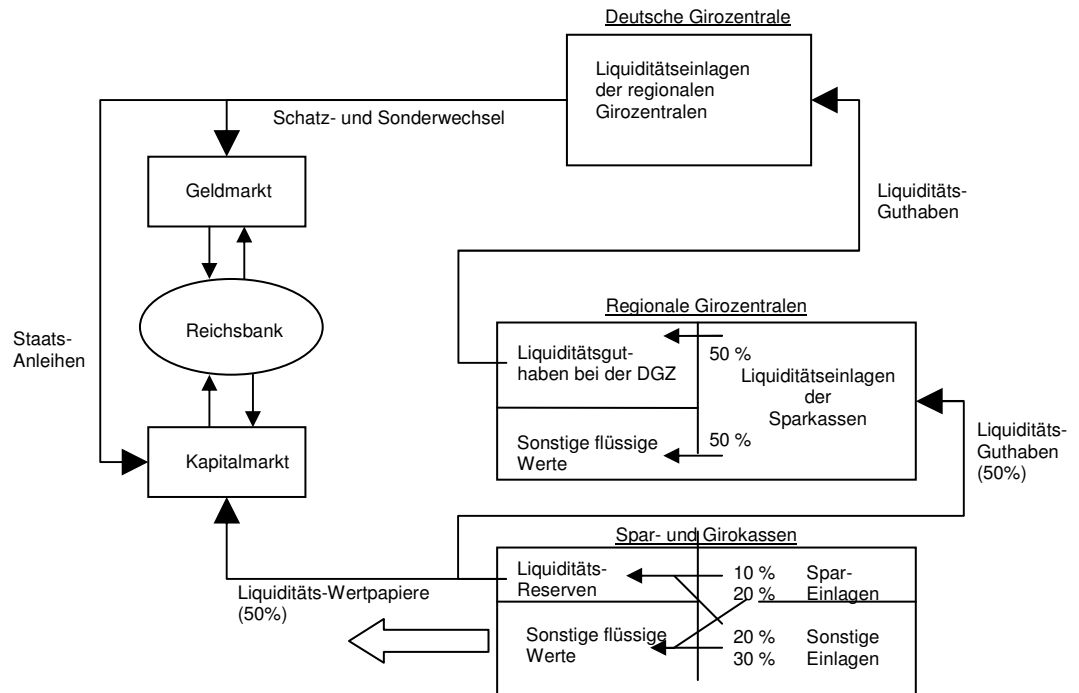 Deutsche Girozentrale
Liquiditätseinlagen
der regionalen
Girozentralen
Schatz- und Sonderwechsel
Geldmarkt
Liquiditäts-
Guthaben
Reichsbank
Staats-
Anleihen
Regionale Girozentralen
Liquiditätsgut-
haben bei der DGZ
50 %
Liquiditätseinlagen
der
Sparkassen
Sonstige flüssige
Werte
50 %
Liquiditäts-
Guthaben
(50%)
Kapitalmarkt
Spar- und Girokassen
Liquiditäts-
Reserven
10 %
Spar-
20 %
Einlagen
Liquiditäts-Wertpapiere
(50%)
Sonstige flüssige
Werte
20 %
Sonstige
30 %
Einlagen